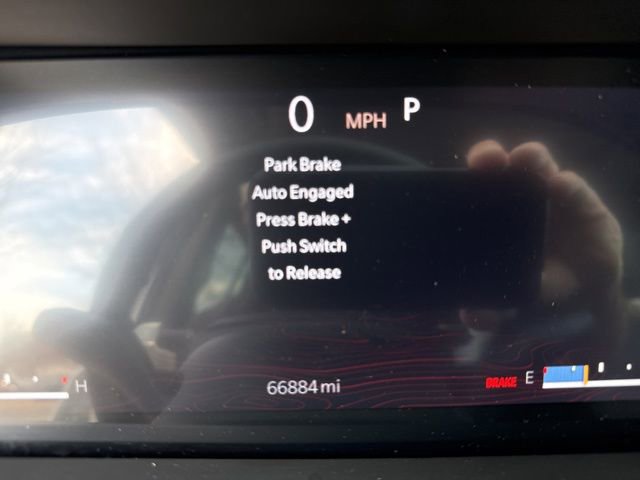 0 MPH P
Park Brake
Auto Engaged
Press Brake +
Push Switch
to Release
H 66884 mi BRAKE E